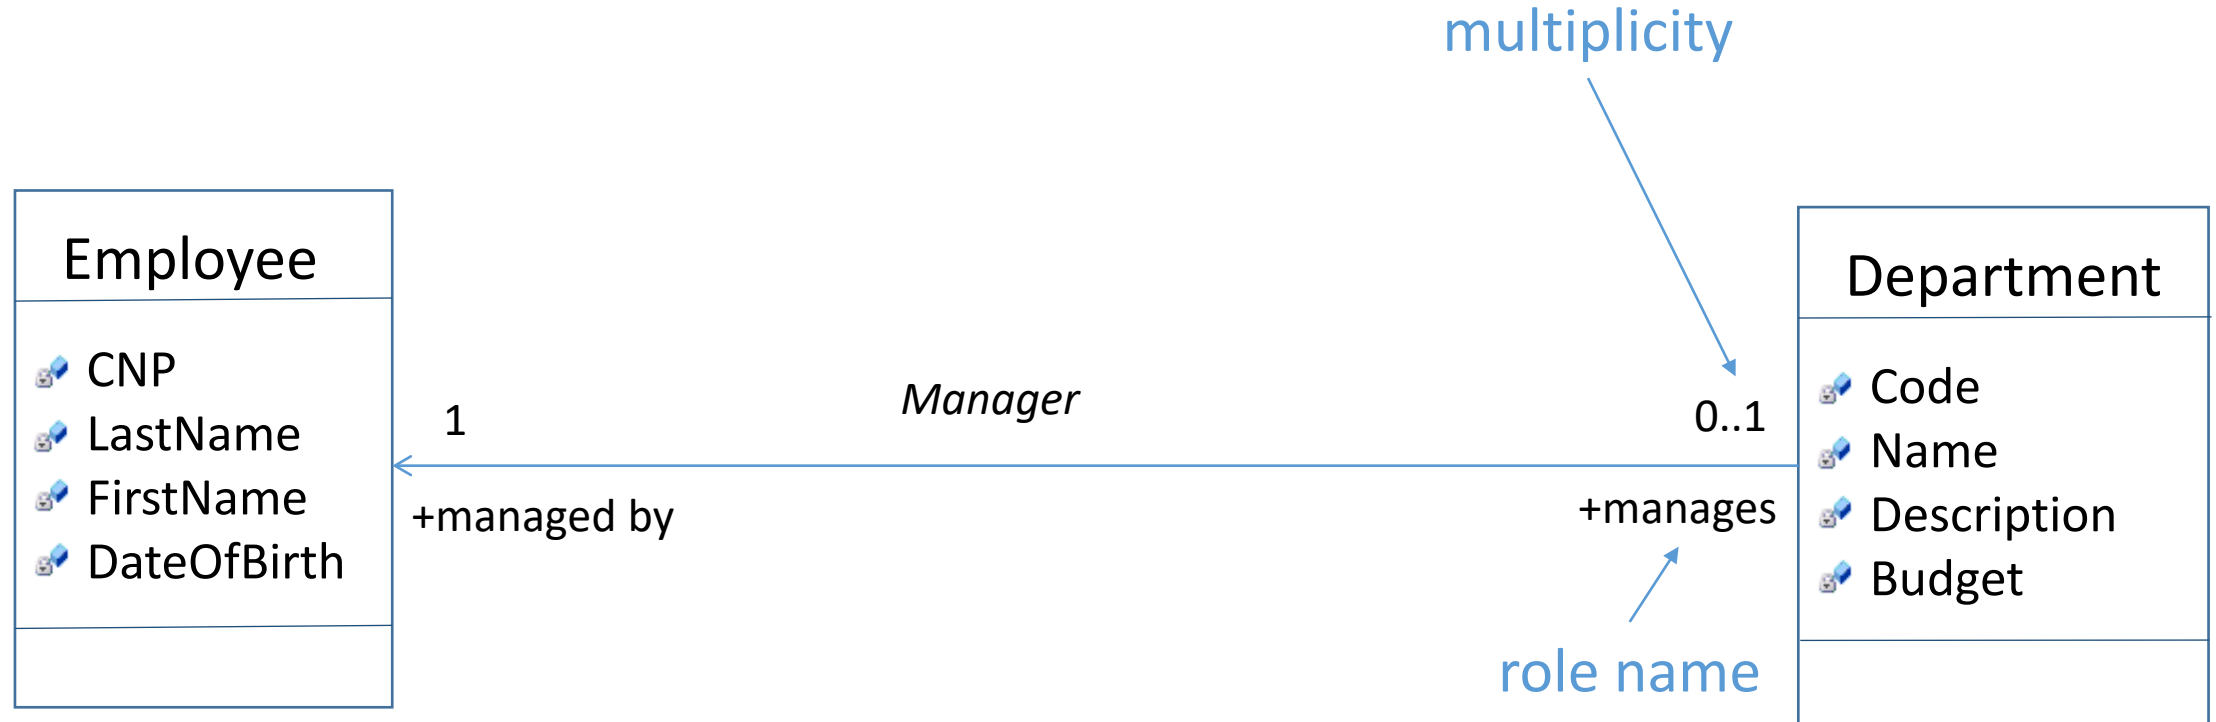 multiplicity
Employee
CNP
LastName
FirstName
DateOfBirth
1
Manager
0..1
+managed by
+manages
role name
Department
Code
Name
Description
Budget